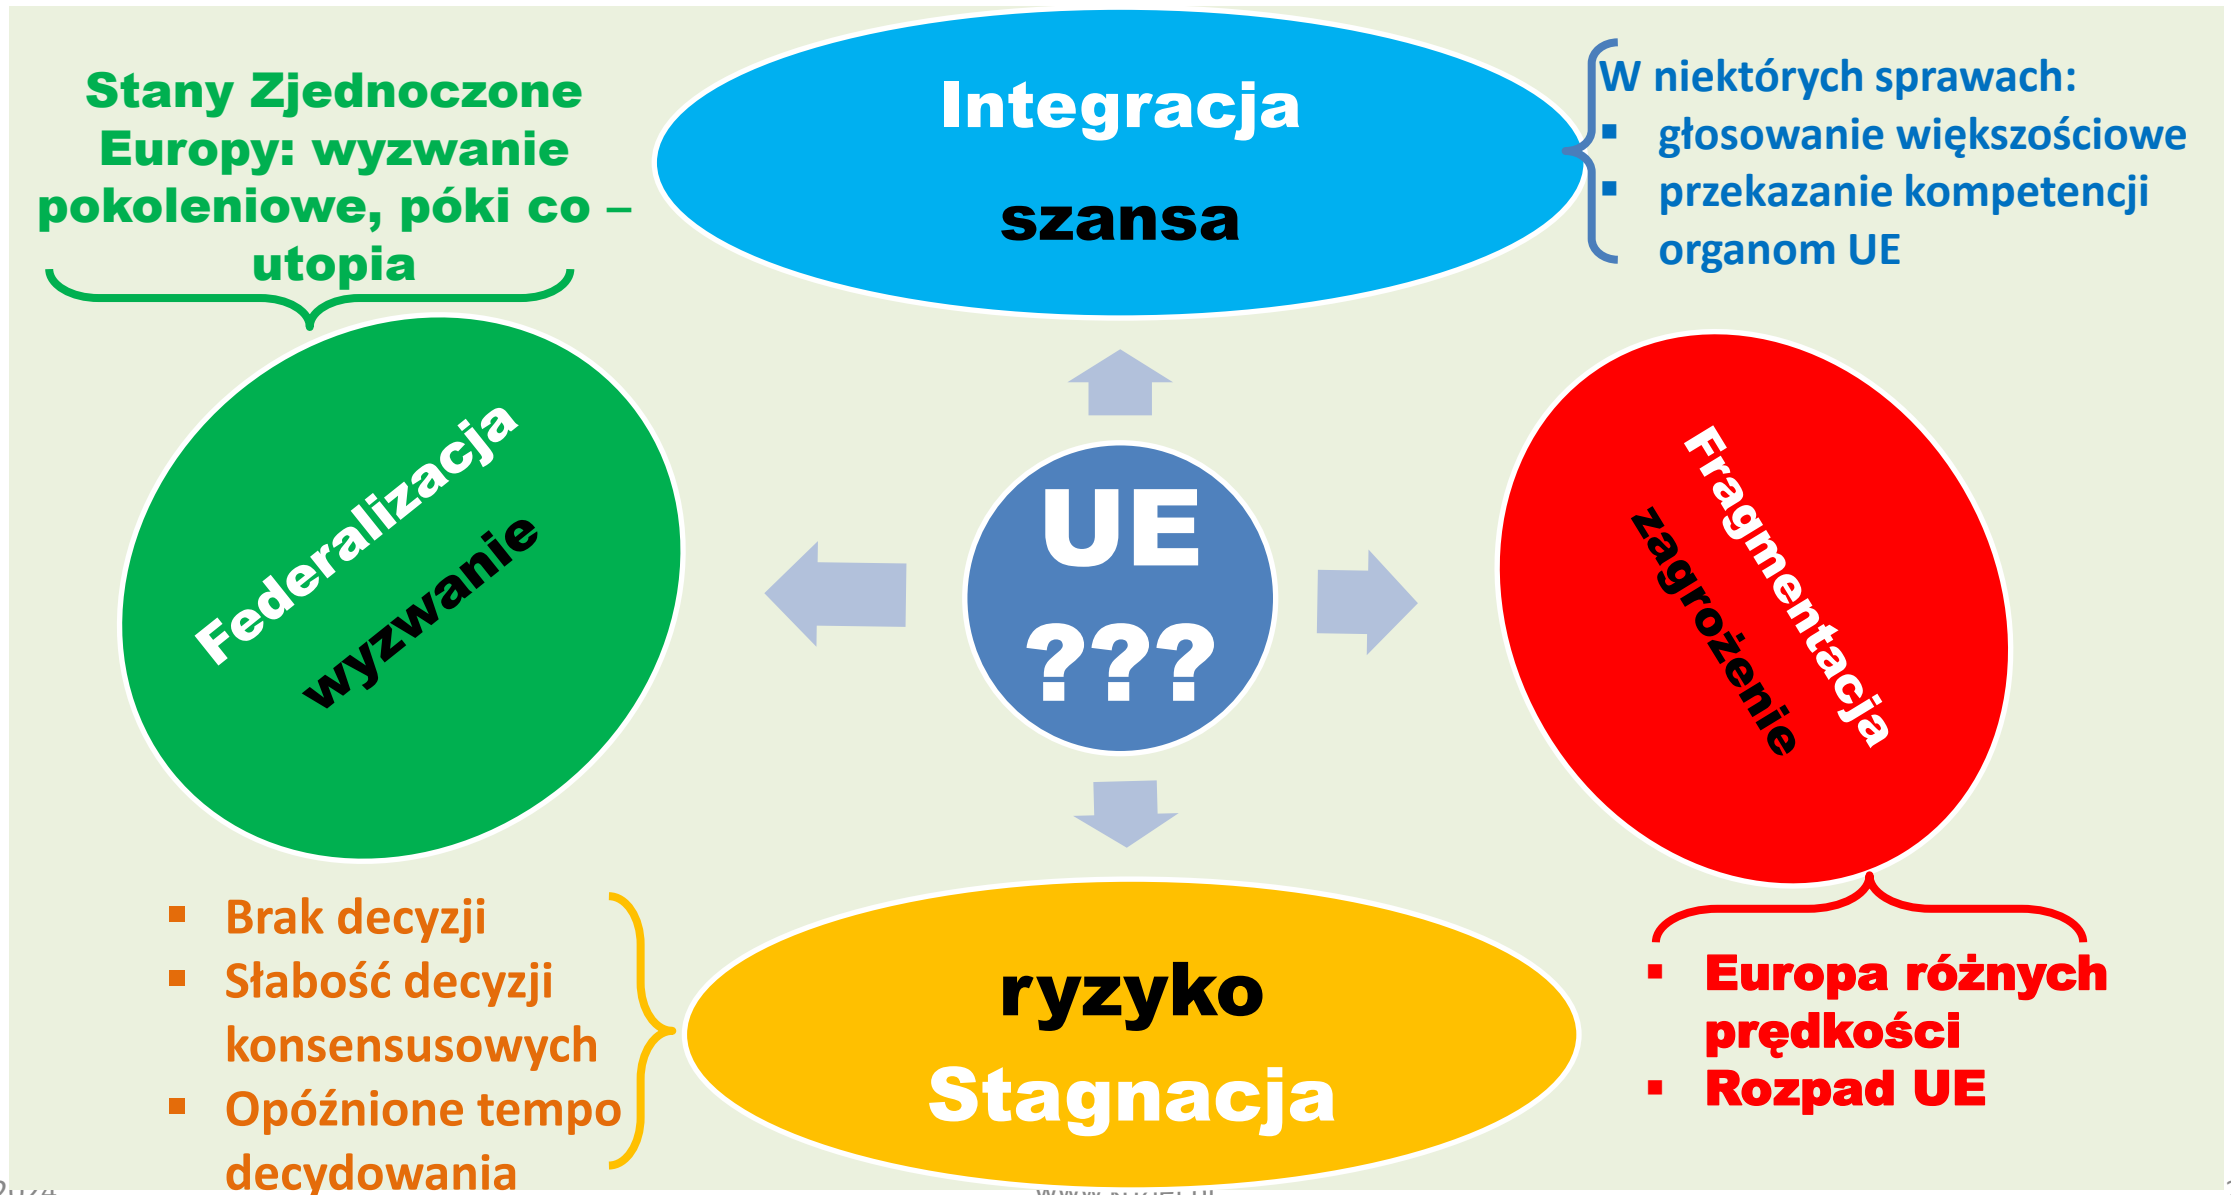 Stany Zjednoczone
Europy: wyzwanie
pokoleniowe, póki co –
utopia
Integracja
szansa
W niektórych sprawach:
▪ głosowanie większościowe
▪ przekazanie kompetencji
organom UE
Federalizacja
wyzwanie
UE
???
Fragmentacja
zagrożenie
▪ Brak decyzji
▪ Słabość decyzji
konsensusowych
▪ Opóźnione tempo
decydowania
ryzyko
Stagnacja
▪ Europa różnych
prędkości
▪ Rozpad UE